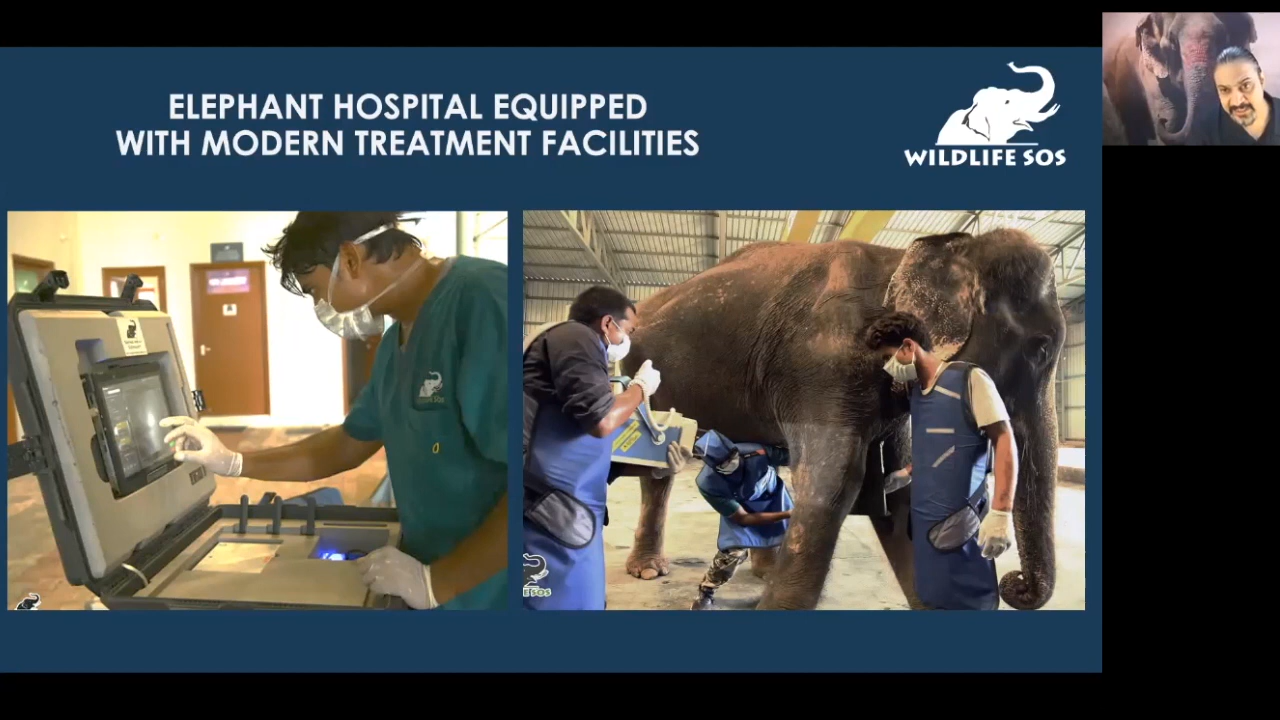 ELEPHANT HOSPITAL EQUIPPED
WITH MODERN TREATMENT FACILITIES
WILDLIFE SOS